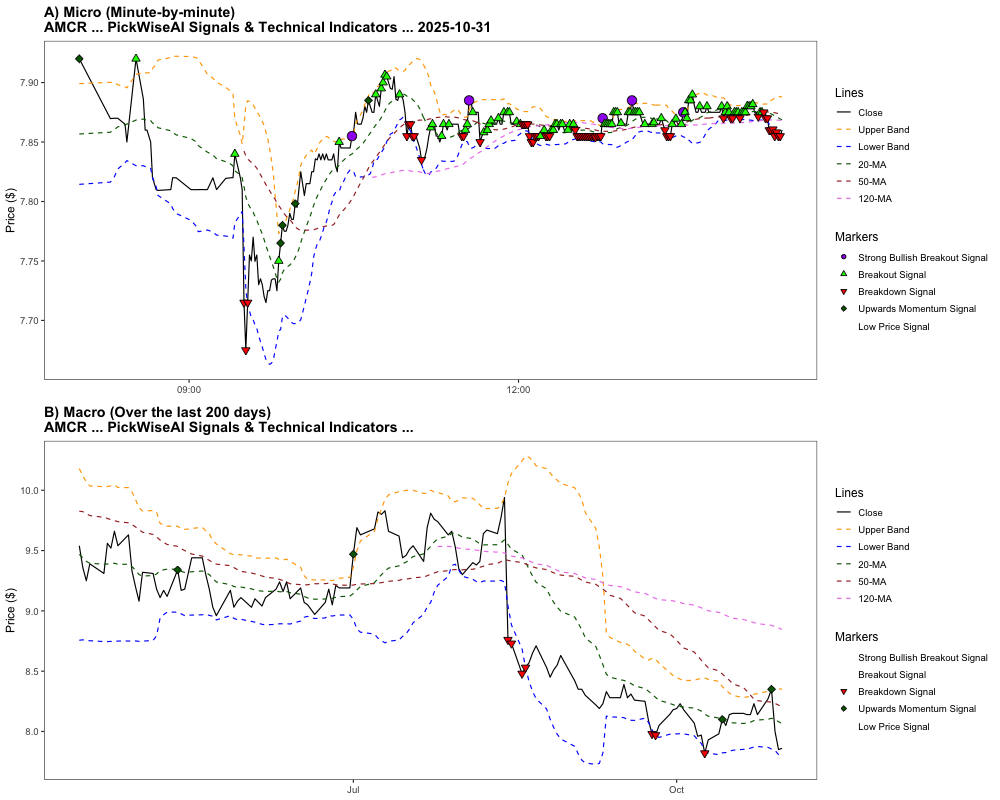 A) Micro (Minute-by-minute)
AMCR ... PickWiseAI Signals & Technical Indicators ... 2025-10-31
Price ($)
7.90
7.85
7.80
7.75
7.70
09:00
12:00
Lines
Close
Upper Band
Lower Band
20-MA
50-MA
120-MA
Markers
Strong Bullish Breakout Signal
Breakout Signal
Breakdown Signal
Upwards Momentum Signal
Low Price Signal
B) Macro (Over the last 200 days)
AMCR ... PickWiseAI Signals & Technical Indicators ...
Price ($)
10.0
9.5
9.0
8.5
8.0
Jul
Oct
Lines
Close
Upper Band
Lower Band
20-MA
50-MA
120-MA
Markers
Strong Bullish Breakout Signal
Breakout Signal
Breakdown Signal
Upwards Momentum Signal
Low Price Signal